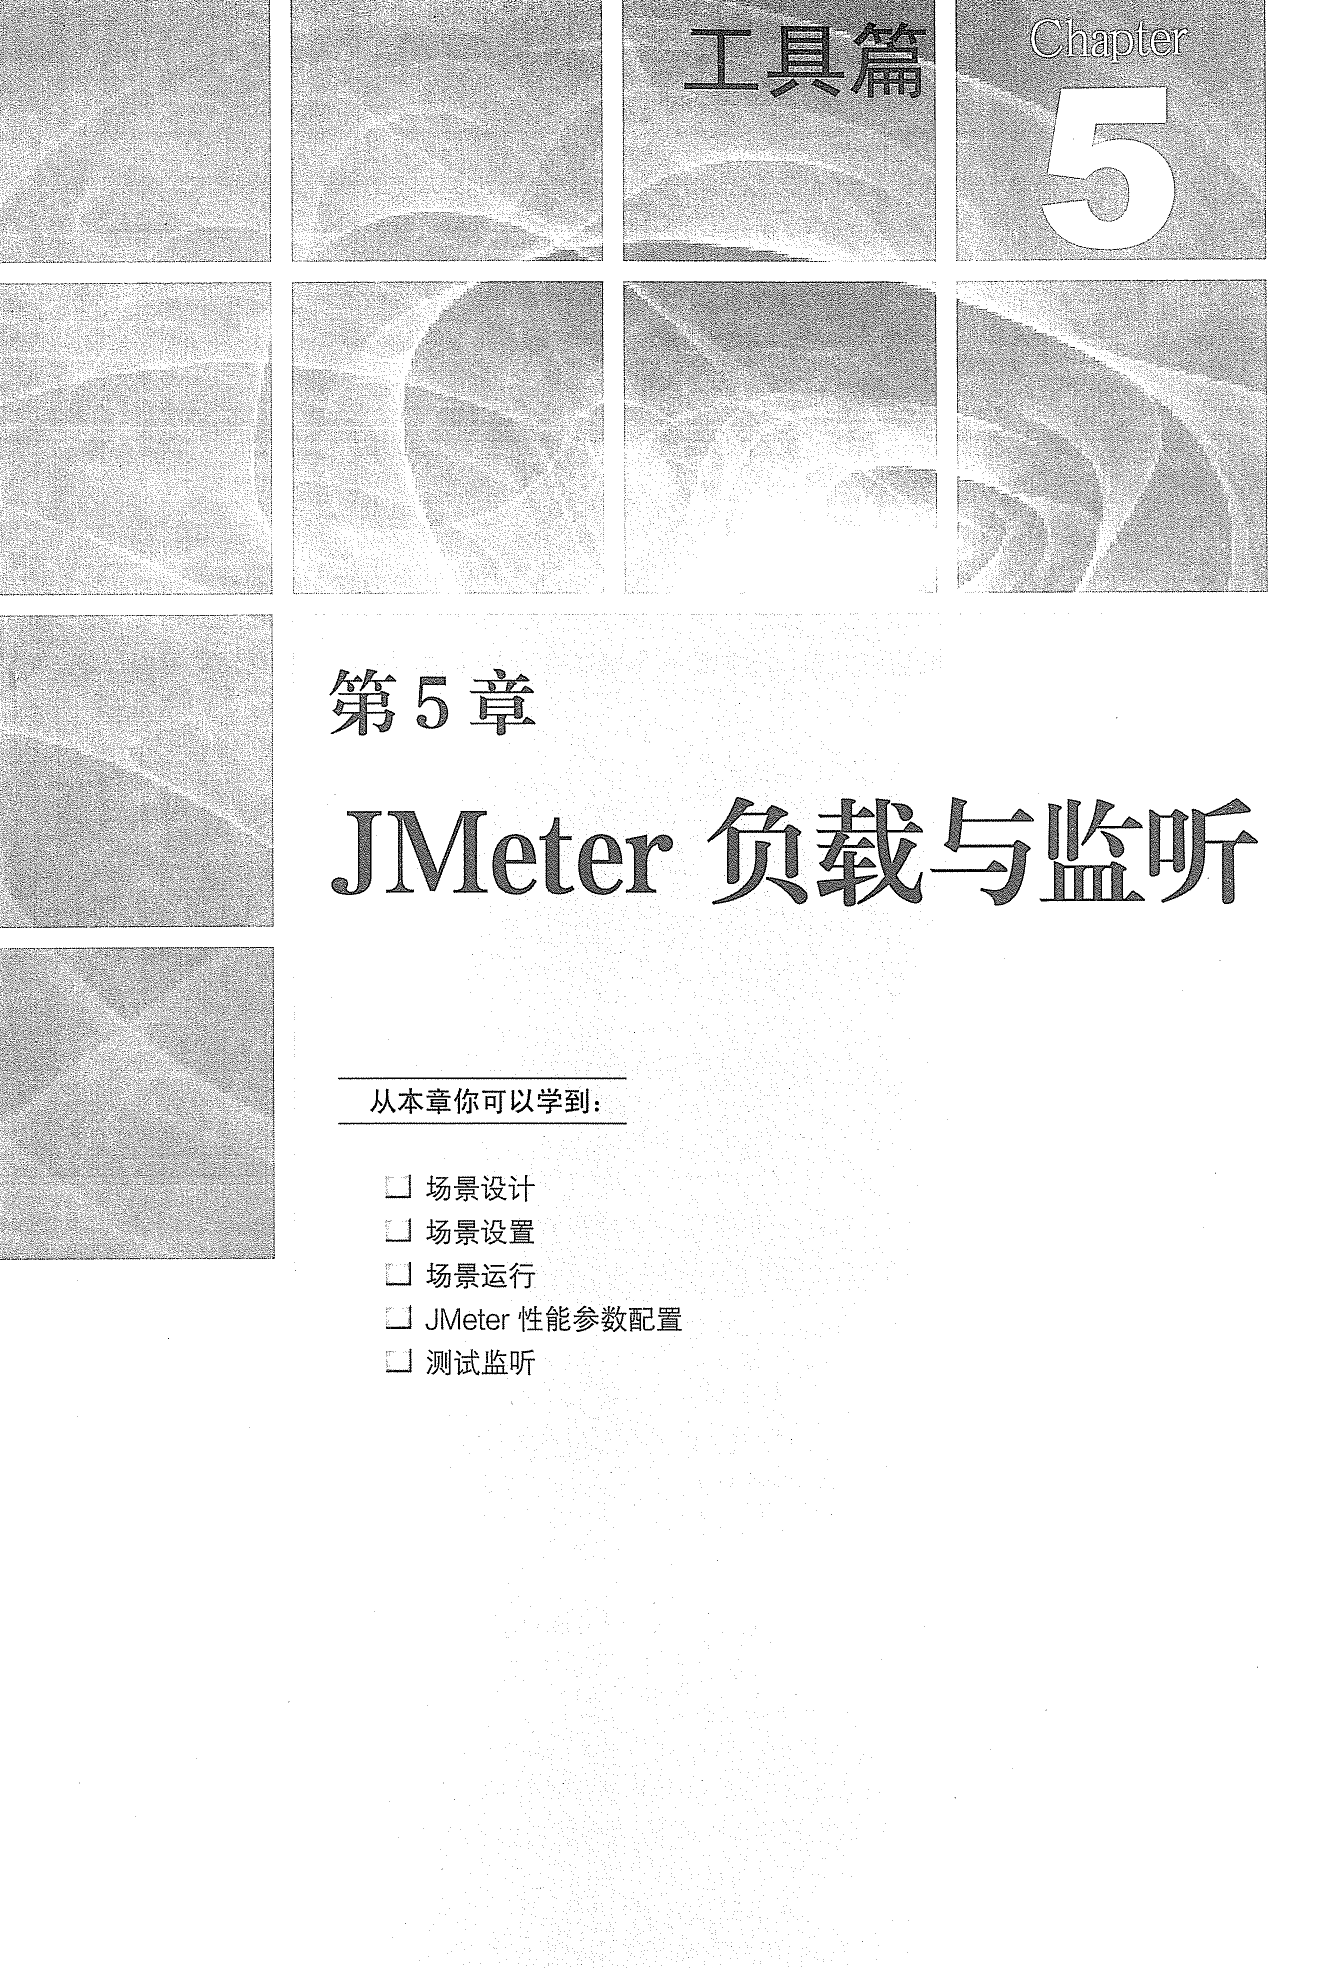 工具篇
Chapter
5
第5章
JMeter 负载与监听
从本章你可以学到：
场景设计
场景设置
场景运行
JMeter 性能参数配置
测试监听